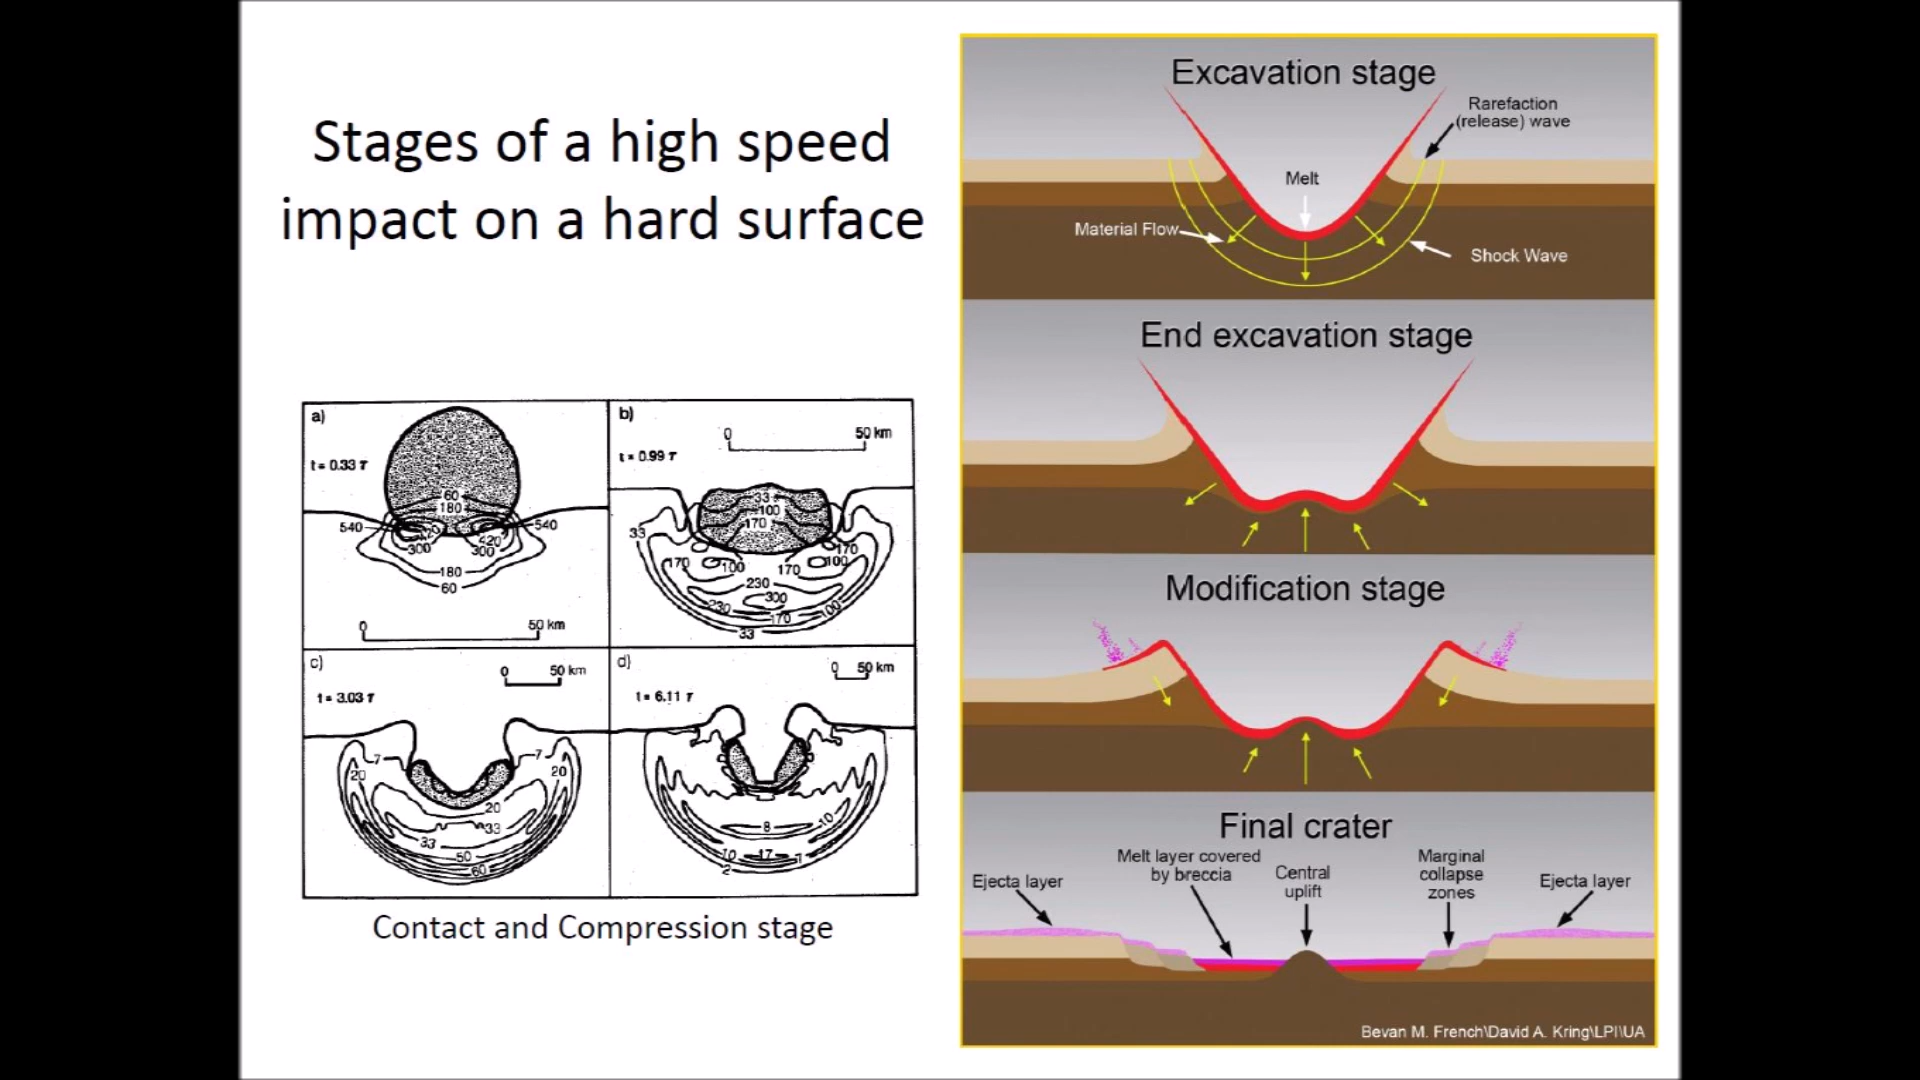 Stages of a high speed
impact on a hard surface
a)
t = 0.33 T
60
180
540
540
420
300
300
180
60
0 50 km
b)
0 50 km
t = 0.99 T
33
100
170
33
170
100
170
100
170
230
300
230
170
100
33
c)
0 50 km
t = 3.03 T
7
7
20
20
20
33
33
50
60
d)
0 50 km
t = 6.11 T
8
10
10
17
1
2
Contact and Compression stage
Excavation stage
Rarefaction
(release) wave
Melt
Material Flow
Shock Wave
End excavation stage
Modification stage
Final crater
Melt layer covered
by breccia
Central
uplift
Marginal
collapse
zones
Ejecta layer
Ejecta layer
Bevan M. French\David A. Kring\LPI\UA